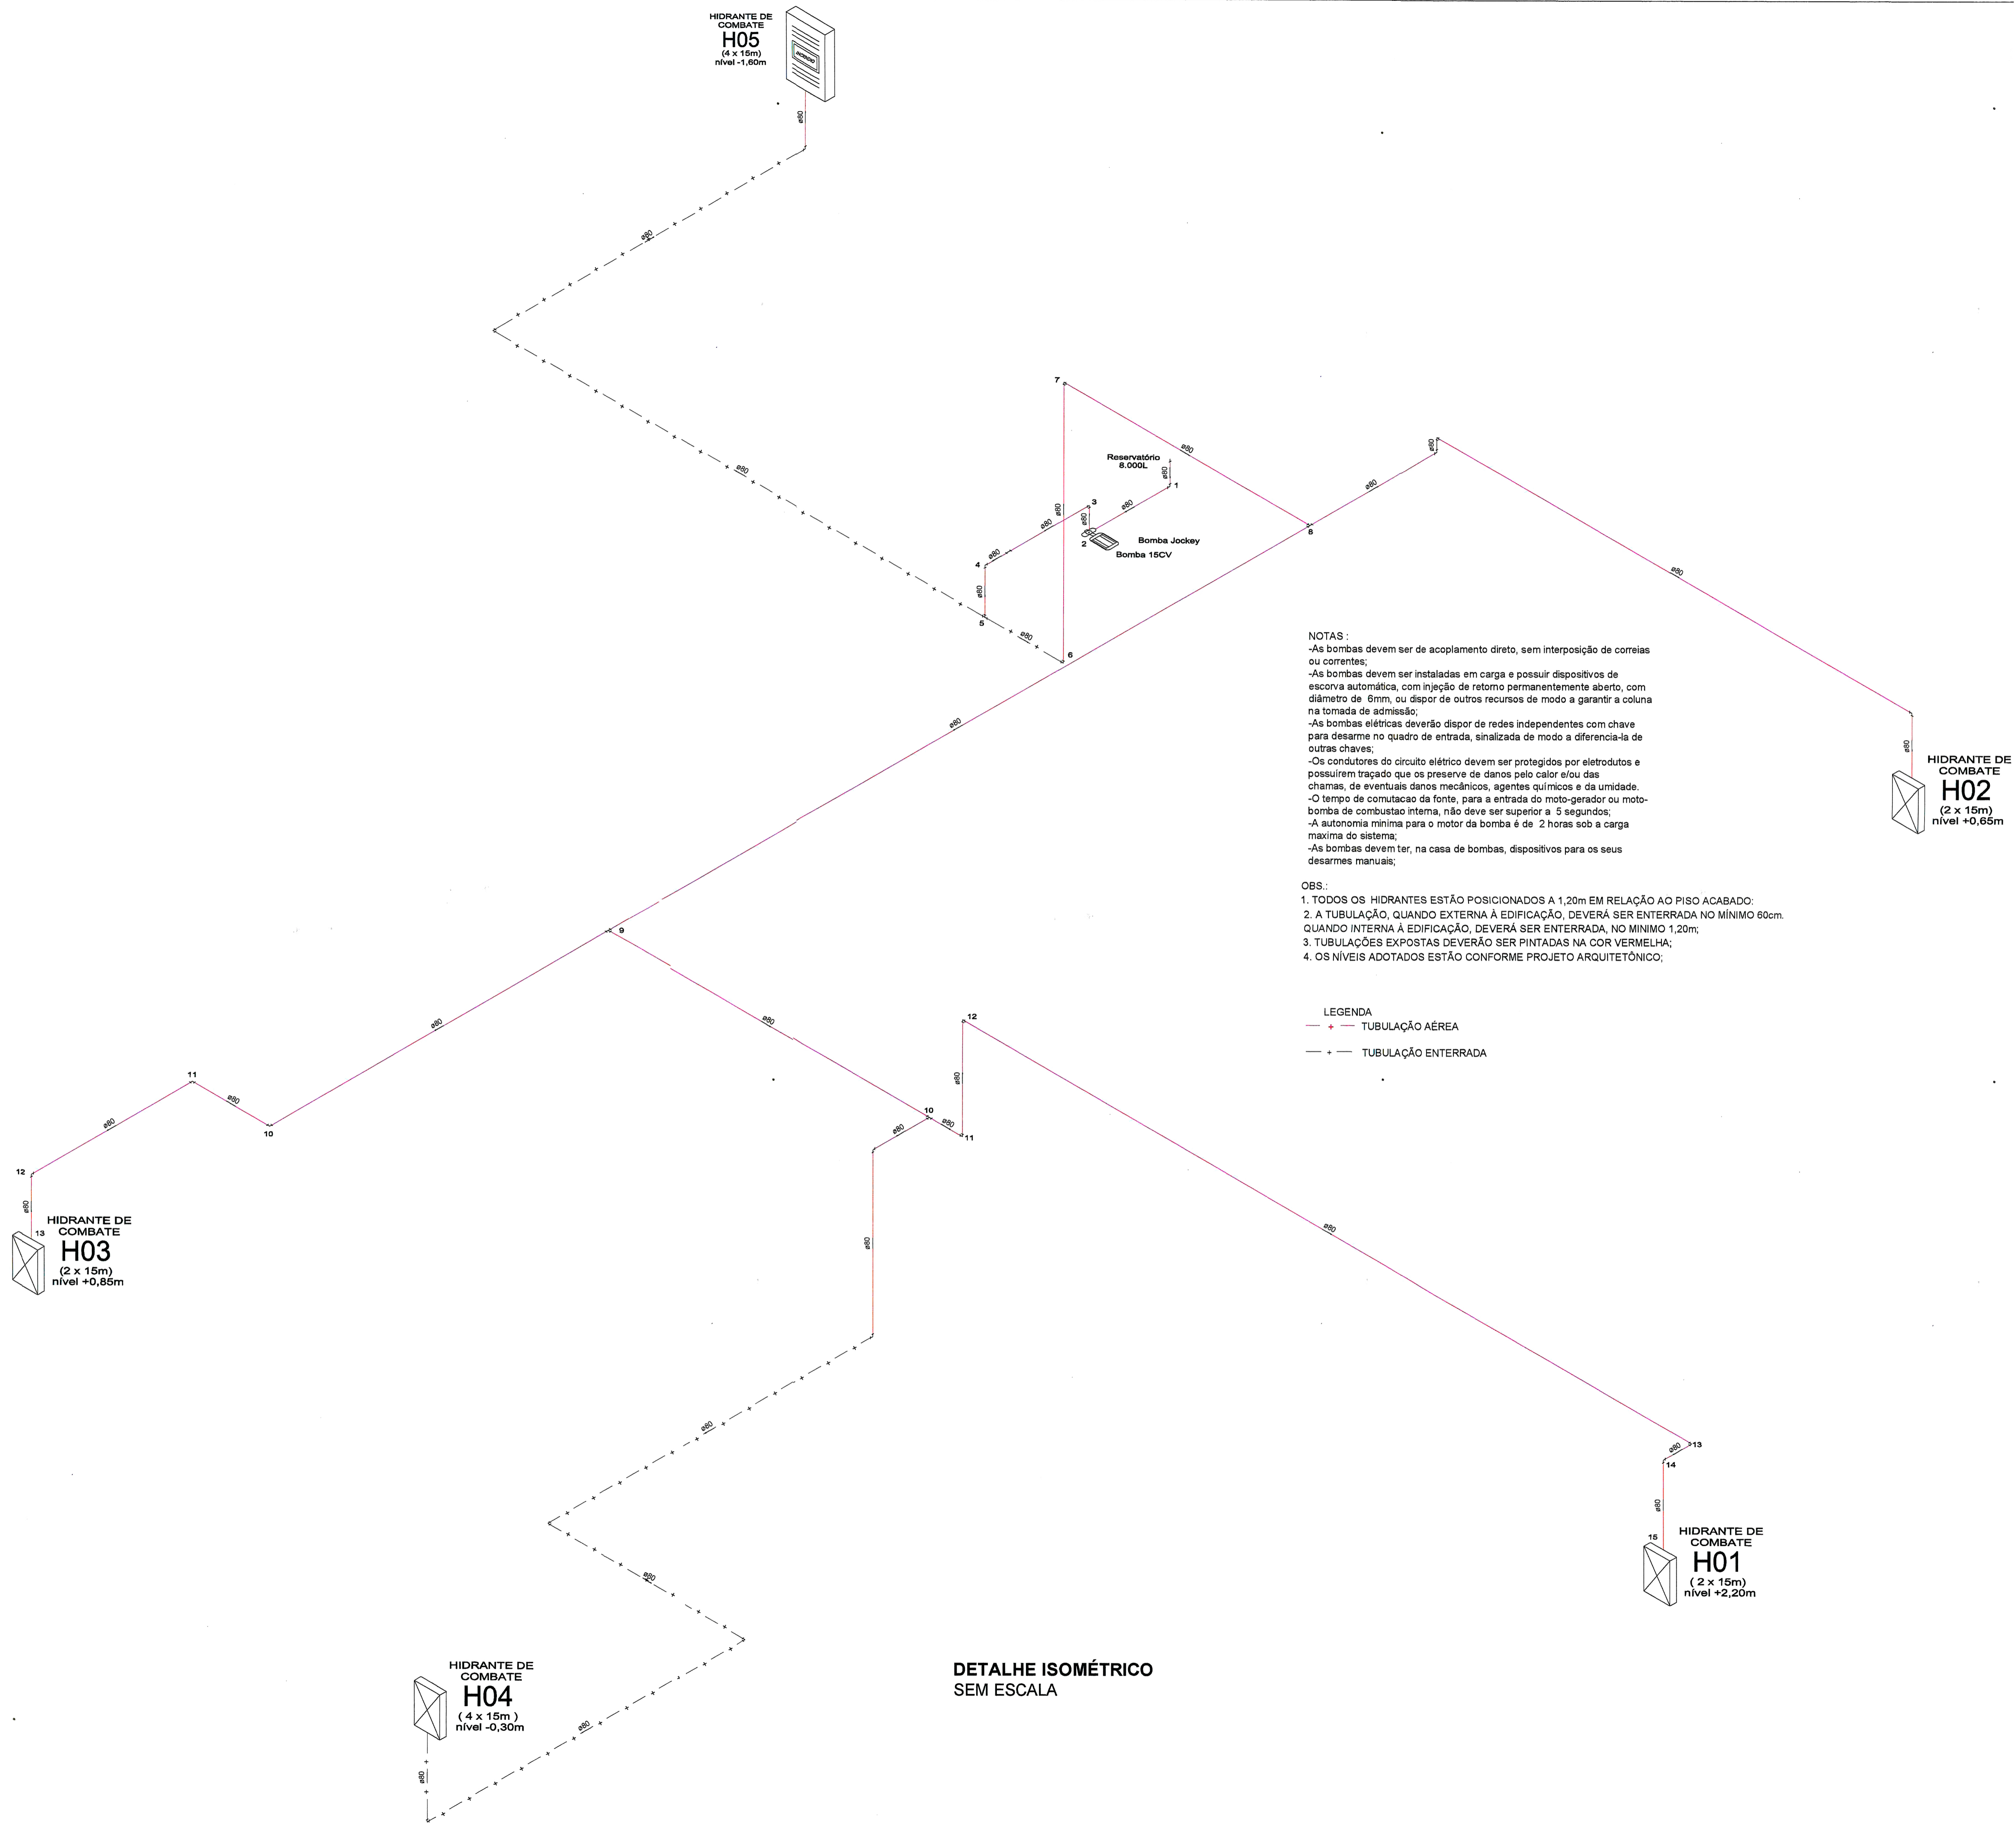 HIDRANTE DE
COMBATE
H05
(4 x 15m)
nível -1,60m
ø80
ø80
ø80
7
ø80
ø80
Reservatório
8.000L
ø80
1
ø80
3
ø80
ø80
2
Bomba Jockey
Bomba 15CV
ø80
4
ø80
5
ø80
6
ø80
ø80
8
ø80
ø80
HIDRANTE DE
COMBATE
H02
(2 x 15m)
nível +0,65m
NOTAS :
-As bombas devem ser de acoplamento direto, sem interposição de correias
ou correntes;
-As bombas devem ser instaladas em carga e possuir dispositivos de
escorva automática, com injeção de retorno permanentemente aberto, com
diâmetro de 6mm, ou dispor de outros recursos de modo a garantir a coluna
na tomada de admissão;
-As bombas elétricas deverão dispor de redes independentes com chave
para desarme no quadro de entrada, sinalizada de modo a diferencia-la de
outras chaves;
-Os condutores do circuito elétrico devem ser protegidos por eletrodutos e
possuírem traçado que os preserve de danos pelo calor e/ou das
chamas, de eventuais danos mecânicos, agentes químicos e da umidade.
-O tempo de comutacao da fonte, para a entrada do moto-gerador ou moto-
bomba de combustao interna, não deve ser superior a 5 segundos;
-A autonomia minima para o motor da bomba é de 2 horas sob a carga
maxima do sistema;
-As bombas devem ter, na casa de bombas, dispositivos para os seus
desarmes manuais;
OBS.:
1. TODOS OS HIDRANTES ESTÃO POSICIONADOS A 1,20m EM RELAÇÃO AO PISO ACABADO:
2. A TUBULAÇÃO, QUANDO EXTERNA À EDIFICAÇÃO, DEVERÁ SER ENTERRADA NO MÍNIMO 60cm.
QUANDO INTERNA À EDIFICAÇÃO, DEVERÁ SER ENTERRADA, NO MINIMO 1,20m;
3. TUBULAÇÕES EXPOSTAS DEVERÃO SER PINTADAS NA COR VERMELHA;
4. OS NÍVEIS ADOTADOS ESTÃO CONFORME PROJETO ARQUITETÔNICO;
LEGENDA
TUBULAÇÃO AÉREA
TUBULAÇÃO ENTERRADA
ø80
9
ø80
ø80
10
11
ø80
ø80
12
ø80
13
HIDRANTE DE
COMBATE
H03
(2 x 15m)
nível +0,85m
12
ø80
10
ø80
11
ø80
ø80
ø80
13
ø80
14
ø80
15
HIDRANTE DE
COMBATE
H01
( 2 x 15m)
nível +2,20m
ø80
ø80
ø80
ø80
HIDRANTE DE
COMBATE
H04
( 4 x 15m )
nível -0,30m
DETALHE ISOMÉTRICO
SEM ESCALA